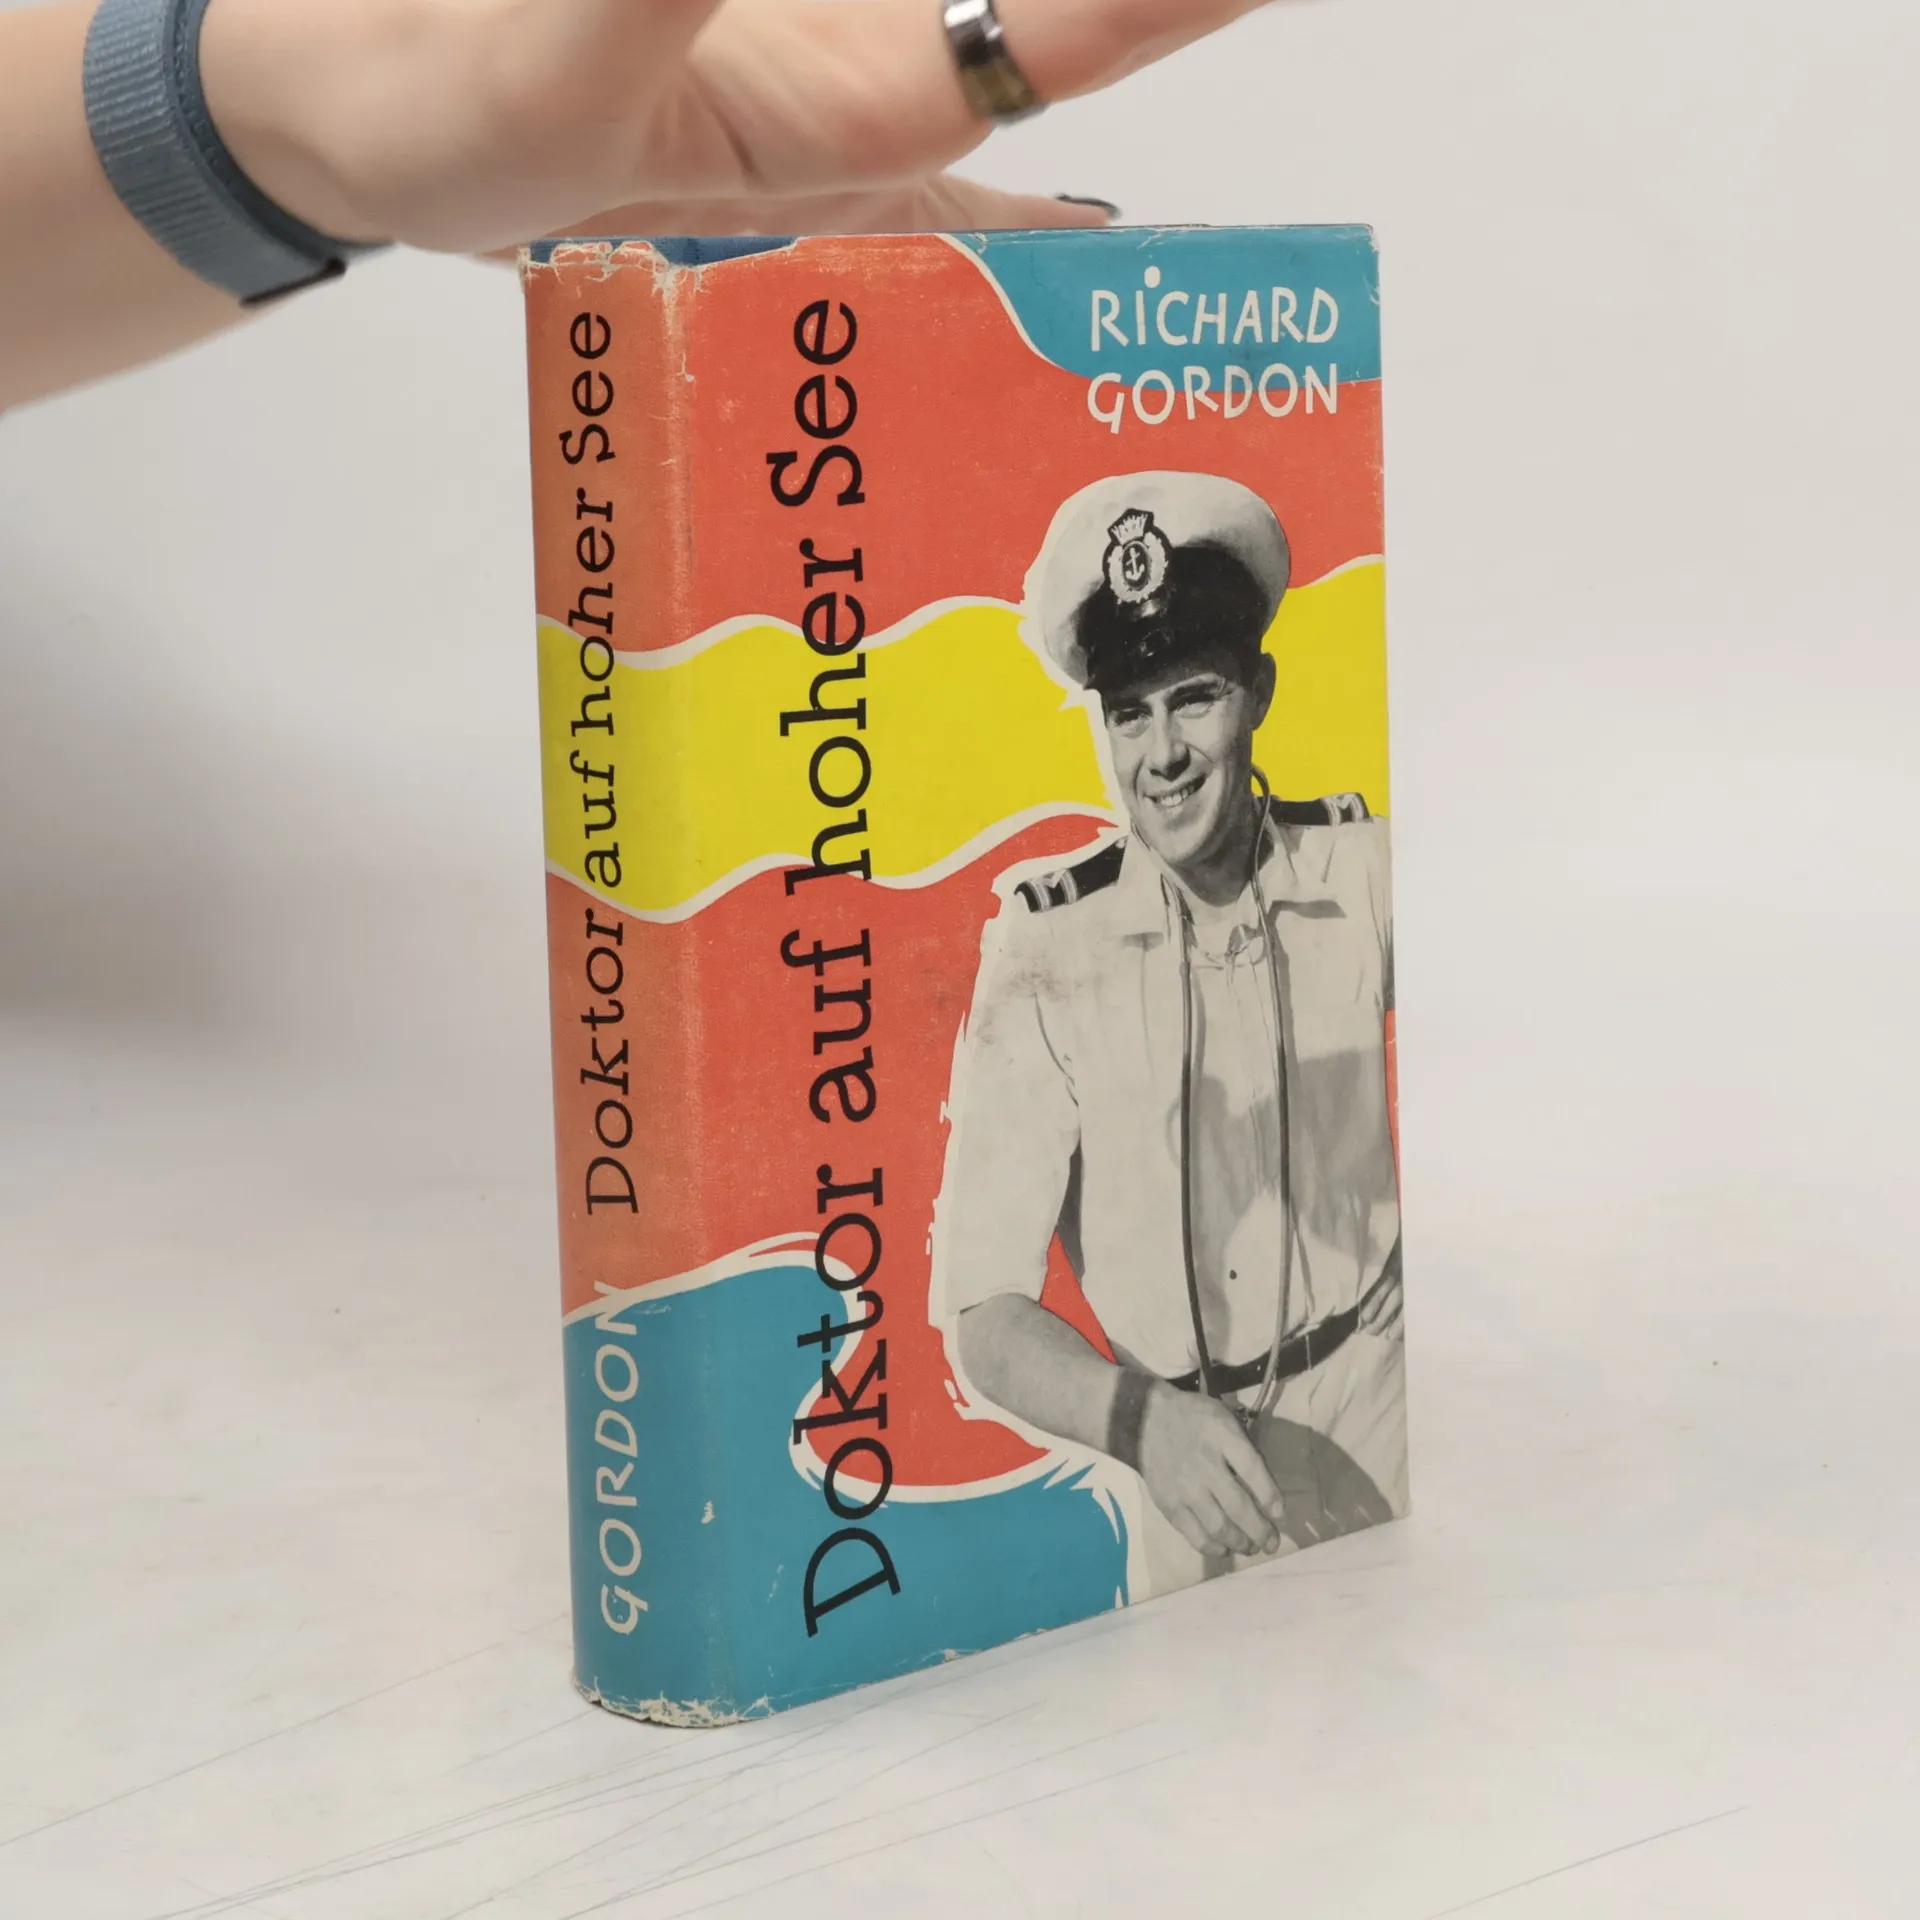 Doktor auf hoher See
GORDON
RICHARD
GORDON
Doktor auf hoher See